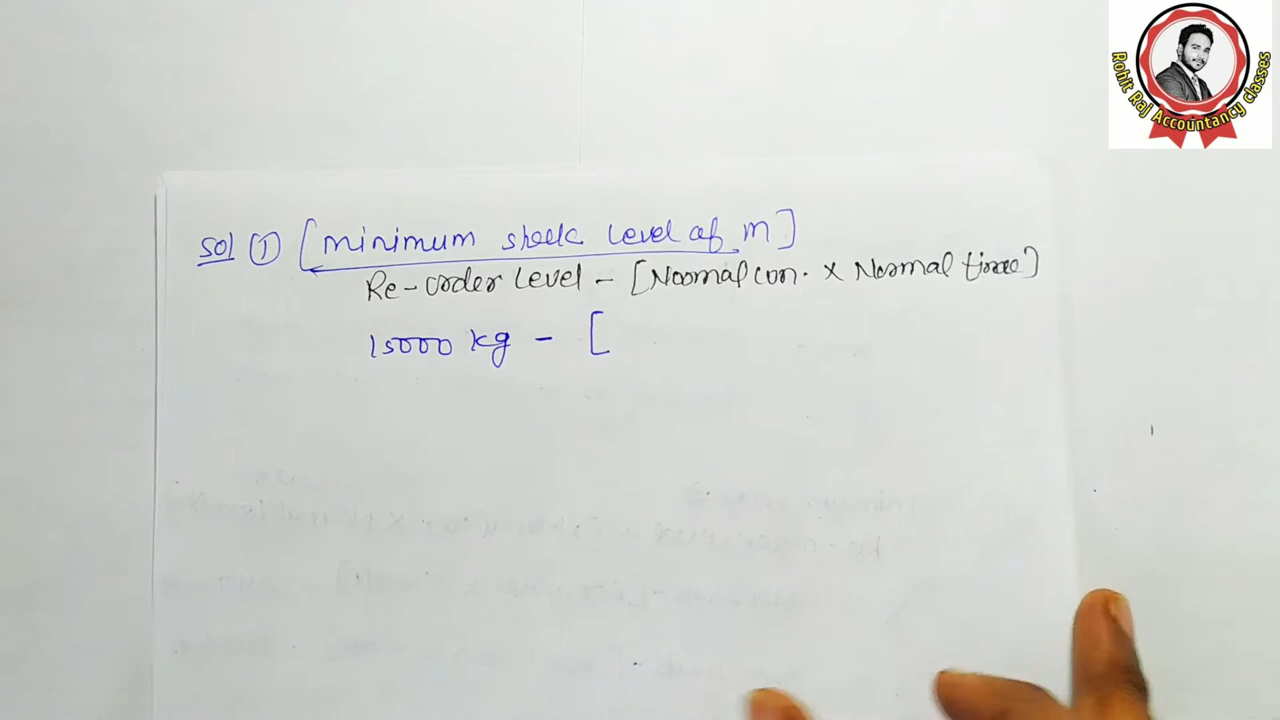 Rohit Raj Accountancy classes
Sol ① [minimum stock level of m]
Re-order level - [Normal con. × Normal time]
15000 kg - [